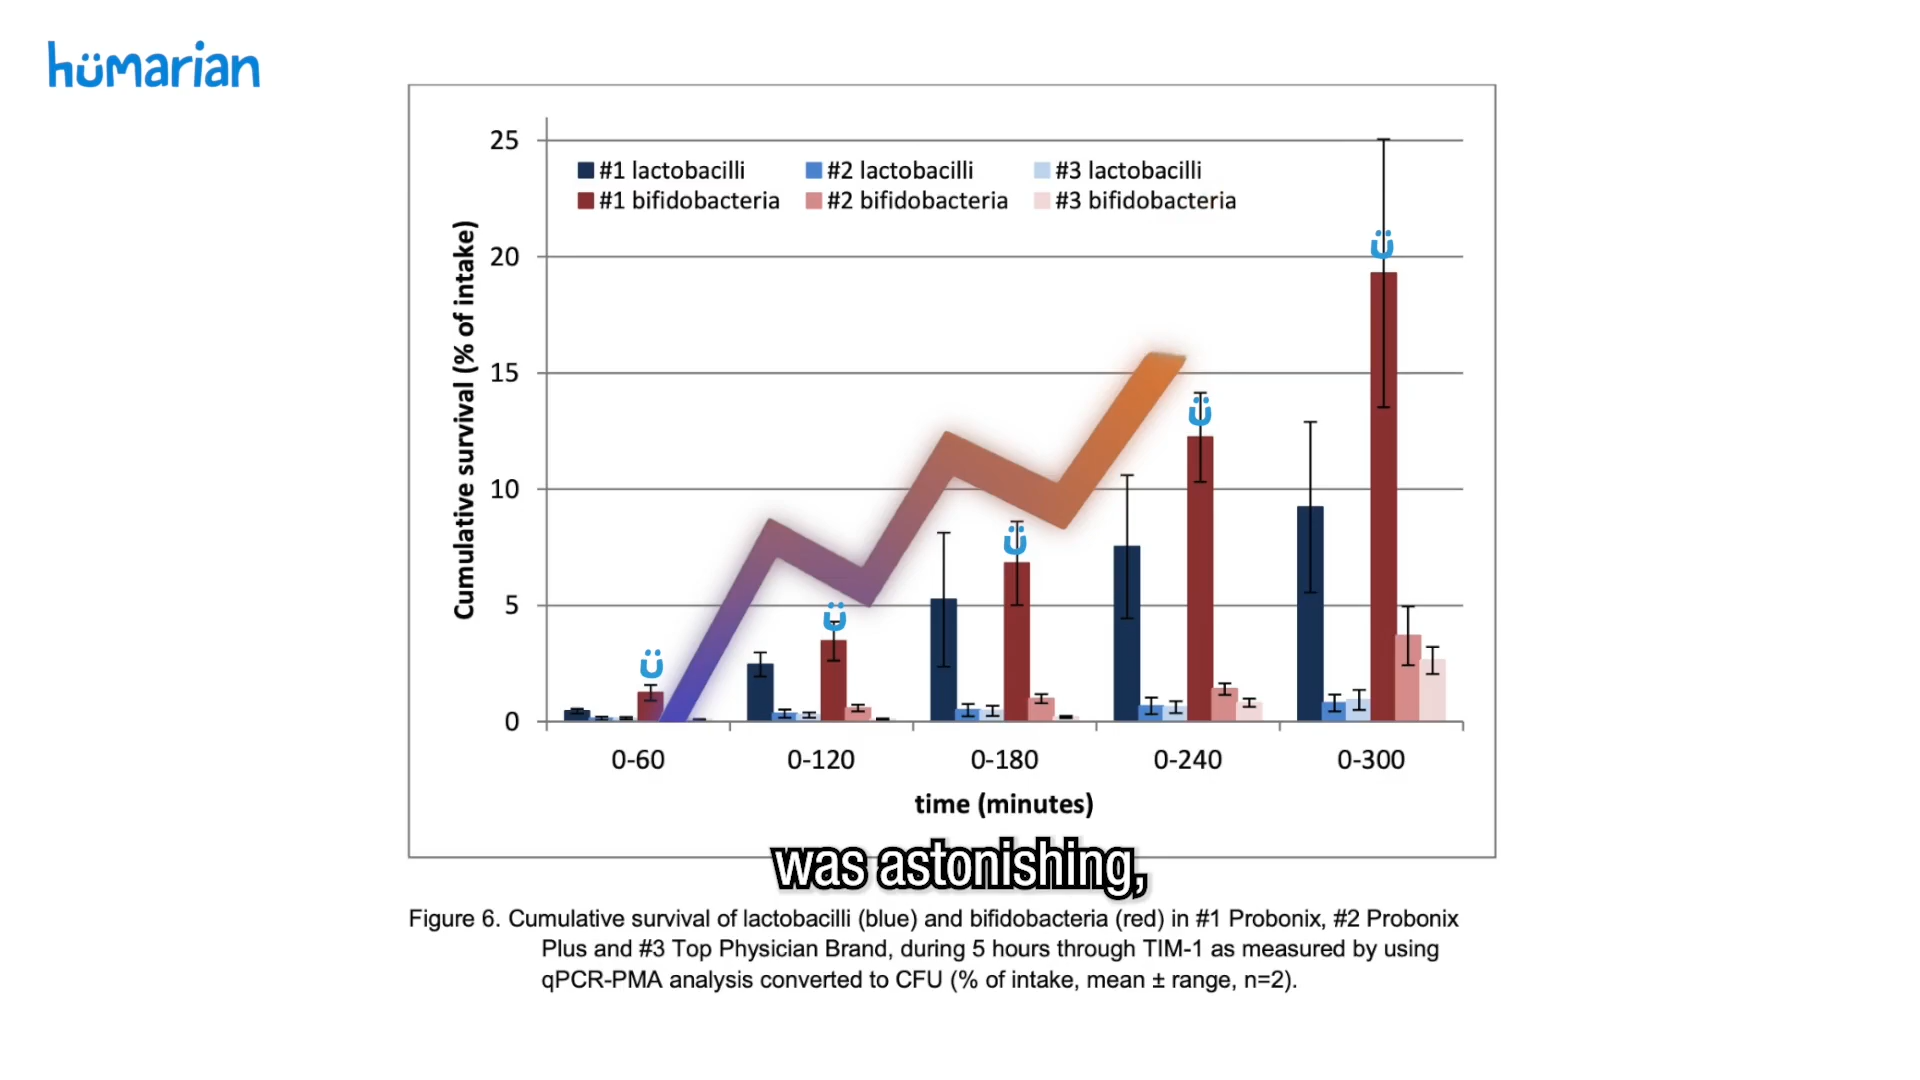 hümarian
25
#1 lactobacilli #2 lactobacilli #3 lactobacilli
#1 bifidobacteria #2 bifidobacteria #3 bifidobacteria
20
15
10
5
0
Cumulative survival (% of intake)
0-60 0-120 0-180 0-240 0-300
time (minutes)
was astonishing,
Figure 6. Cumulative survival of lactobacilli (blue) and bifidobacteria (red) in #1 Probonix, #2 Probonix
Plus and #3 Top Physician Brand, during 5 hours through TIM-1 as measured by using
qPCR-PMA analysis converted to CFU (% of intake, mean ± range, n=2).